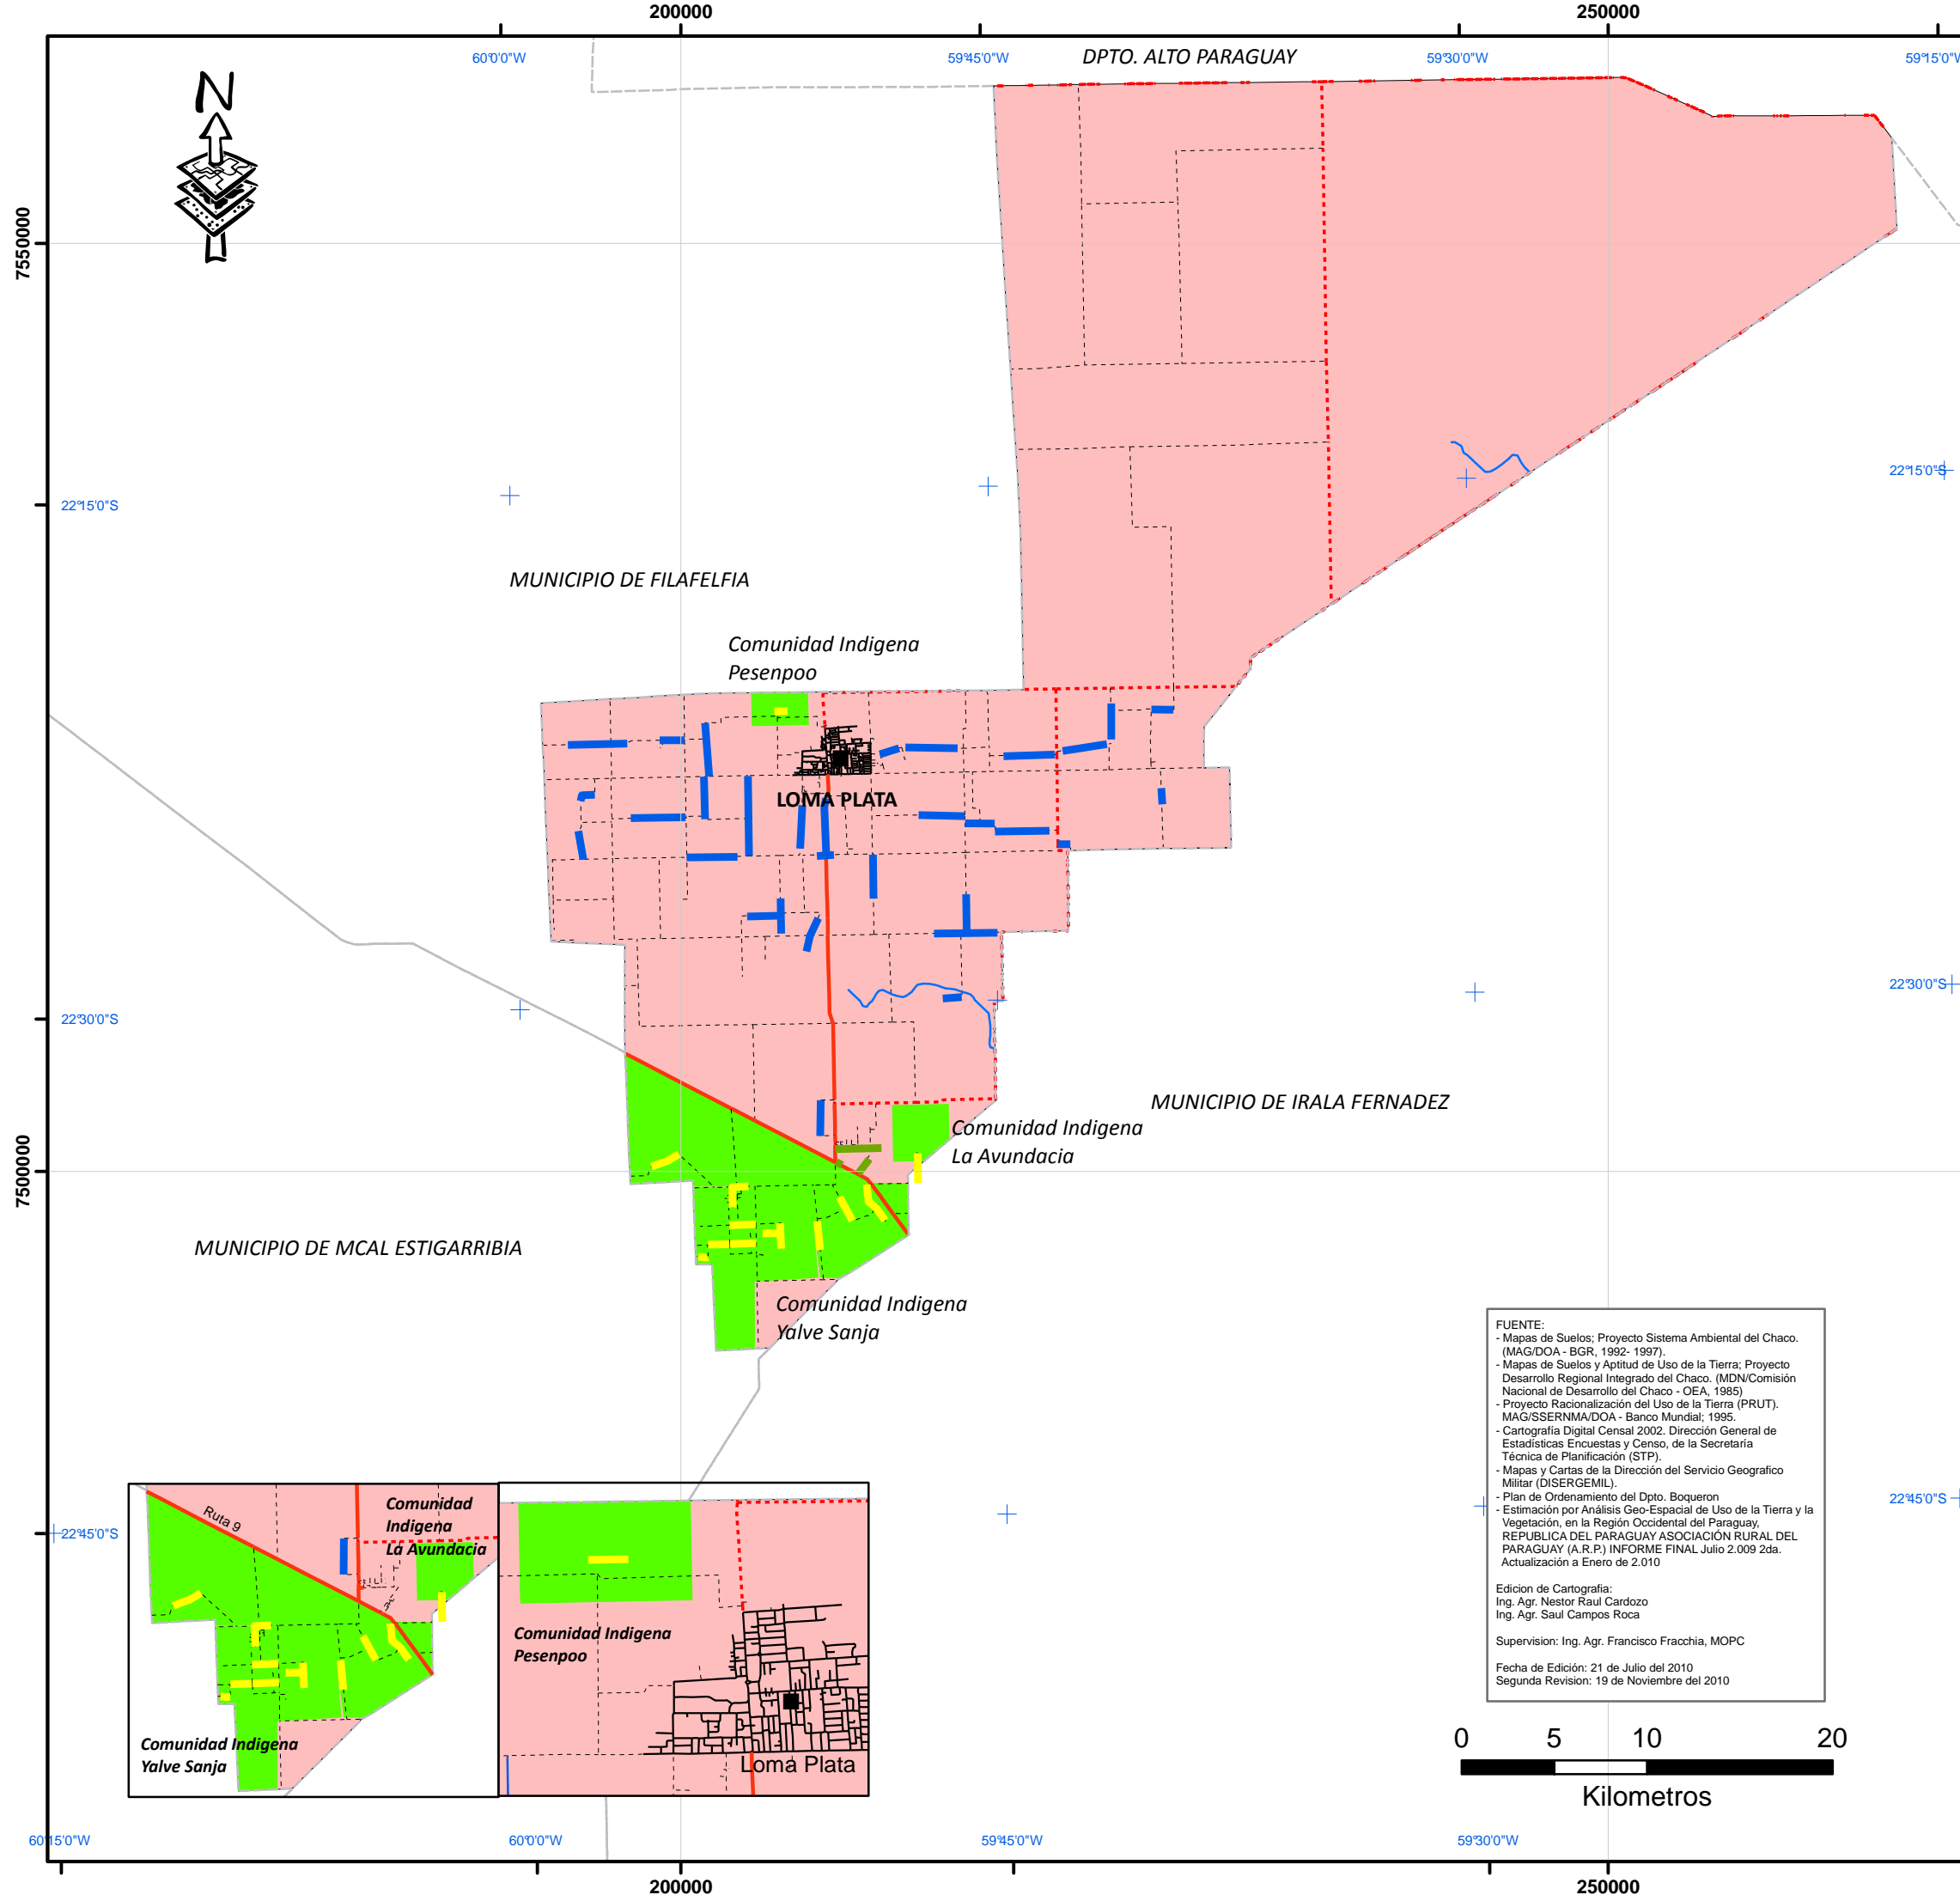 200000
250000
60°0'0"W
59°45'0"W
DPTO. ALTO PARAGUAY
59°30'0"W
59°15'0"W
N
7550000
22°15'0"S
22°15'0"S
MUNICIPIO DE FILAFELFIA
Comunidad Indigena
Pesenpoo
LOMA PLATA
22°30'0"S
22°30'0"S
MUNICIPIO DE IRALA FERNADEZ
Comunidad Indigena
La Avundacia
7500000
MUNICIPIO DE MCAL ESTIGARRIBIA
Comunidad Indigena
Yalve Sanja
FUENTE:
- Mapas de Suelos; Proyecto Sistema Ambiental del Chaco.
(MAG/DOA - BGR, 1992- 1997).
- Mapas de Suelos y Aptitud de Uso de la Tierra; Proyecto
Desarrollo Regional Integrado del Chaco. (MDN/Comisión
Nacional de Desarrollo del Chaco - OEA, 1985)
- Proyecto Racionalización del Uso de la Tierra (PRUT).
MAG/SSERNMA/DOA - Banco Mundial; 1995.
- Cartografía Digital Censal 2002. Dirección General de
Estadísticas Encuestas y Censo, de la Secretaría
Técnica de Planificación (STP).
- Mapas y Cartas de la Dirección del Servicio Geografico
Militar (DISERGEMIL).
- Plan de Ordenamiento del Dpto. Boqueron
- Estimación por Análisis Geo-Espacial de Uso de la Tierra y la
Vegetación, en la Región Occidental del Paraguay,
REPUBLICA DEL PARAGUAY ASOCIACIÓN RURAL DEL
PARAGUAY (A.R.P.) INFORME FINAL Julio 2.009 2da.
Actualización a Enero de 2.010
Edicion de Cartografia:
Ing. Agr. Nestor Raul Cardozo
Ing. Agr. Saul Campos Roca
Supervision: Ing. Agr. Francisco Fracchia, MOPC
Fecha de Edición: 21 de Julio del 2010
Segunda Revision: 19 de Noviembre del 2010
22°45'0"S
22°45'0"S
Ruta 9
Comunidad
Indigena
La Avundacia
Comunidad Indigena
Yalve Sanja
Comunidad Indigena
Pesenpoo
Loma Plata
0 5 10 20
Kilometros
60°15'0"W
60°0'0"W
59°45'0"W
59°30'0"W
200000
250000